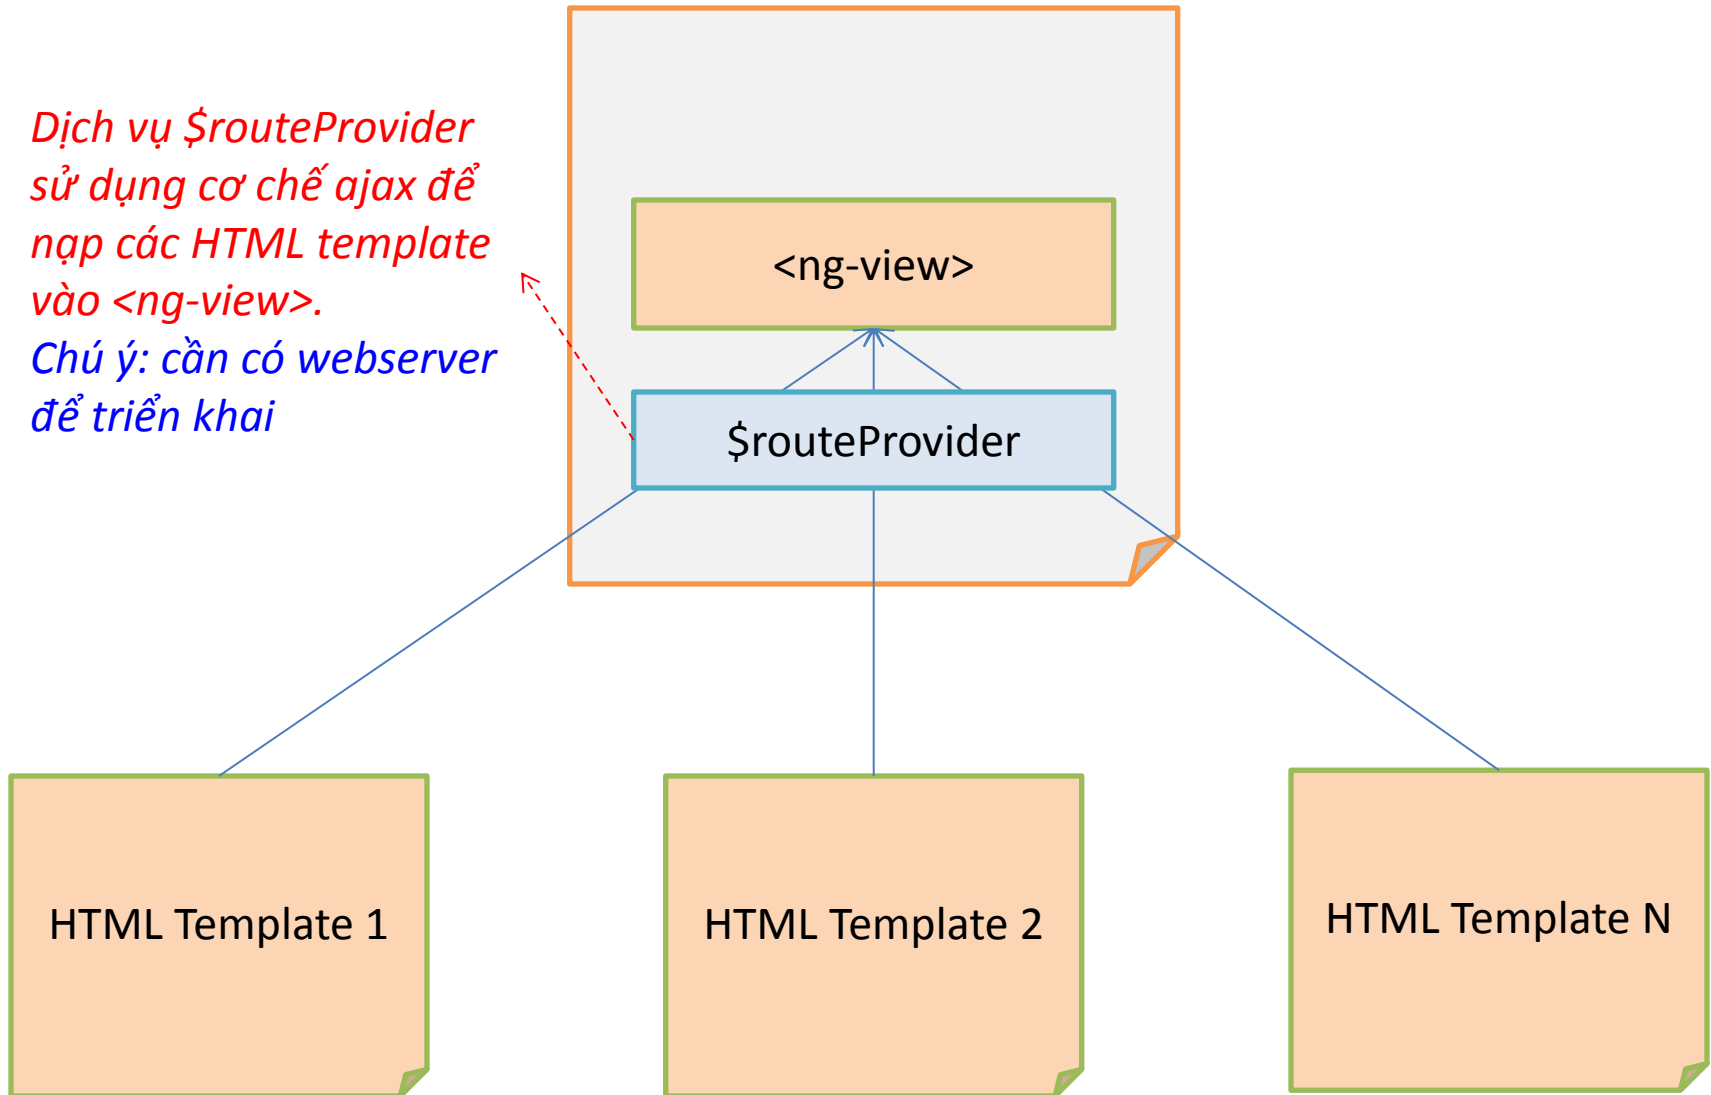 Dịch vụ $routeProvider
sử dụng cơ chế ajax để
nạp các HTML template
vào <ng-view>.
Chú ý: cần có webserver
để triển khai
<ng-view>
$routeProvider
HTML Template 1
HTML Template 2
HTML Template N